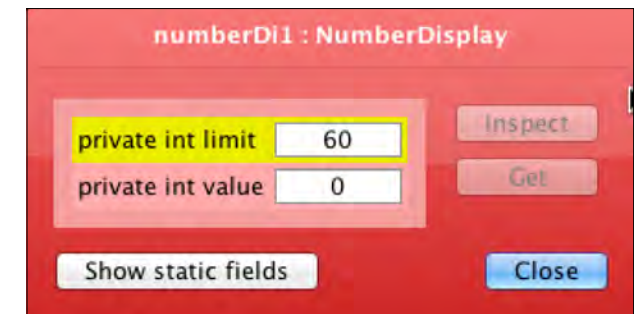 numberDi1 : NumberDisplay
private int limit 60
Inspect
private int value 0
Get
Show static fields
Close